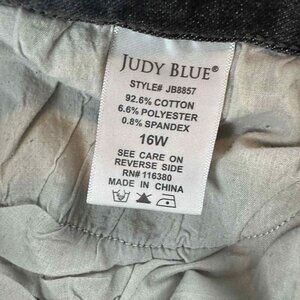 JUDY BLUE®
STYLE# JB8857
92.6% COTTON
6.6% POLYESTER
0.8% SPANDEX
16W
SEE CARE ON
REVERSE SIDE
RN# 116380
MADE IN CHINA